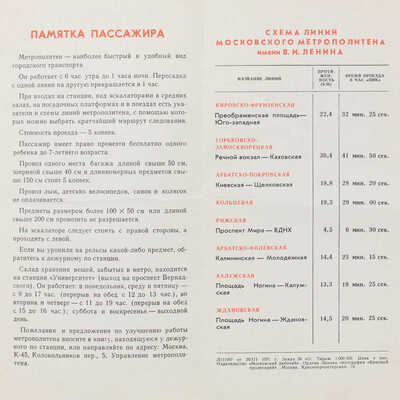 ПАМЯТКА ПАССАЖИРА
Метрополитен — наиболее быстрый и удобный вид
городского транспорта.
Он работает с 6 час. утра до 1 часа ночи. Пересадка
с одной линии на другую прекращается в 1 час.
При входах на станции, над эскалаторами в средних
залах, на посадочных платформах и в поездах есть ука-
затели и схемы линий метрополитена, с помощью кото-
рых можно выбрать кратчайший маршрут следования.
Стоимость проезда — 5 копеек.
Пассажир имеет право провезти бесплатно одного
ребенка до 7-летнего возраста.
Провоз одного места багажа длиной свыше 50 см,
шириной свыше 40 см и длинномерных предметов свы-
ше 150 см стоит 5 копеек.
Провоз лыж, детских велосипедов, санок и колясок
не оплачивается.
Предметы размером более 100 × 50 см или длиной
свыше 200 см провозить не разрешается.
На эскалаторе следует стоять с правой стороны, а
проходить с левой.
Если вы уронили на рельсы какой-либо предмет, об-
ратитесь к дежурному по станции.
Склад хранения вещей, забытых в метро, находится
на станции «Университет» (выход на проспект Вернад-
ского). Он работает: в понедельник, среду и пятницу —
с 9 до 17 час. (перерыв на обед с 12 до 13 час.), во
вторник и четверг — с 11 до 19 час. (перерыв на обед с
15 до 16 час.); суббота и воскресенье — выходной
день.
Пожелания и предложения по улучшению работы
метрополитена вносите в книгу, находящуюся у дежур-
ного по станции, или направляйте по адресу: Москва,
К-45, Колокольников пер., 5, Управление метрополи-
тена.
СХЕМА ЛИНИЙ
МОСКОВСКОГО МЕТРОПОЛИТЕНА
ИМЕНИ В. И. ЛЕНИНА
НАЗВАНИЕ ЛИНИЙ ПРОТЯ-ЖЕН-НОСТЬ (КМ) ВРЕМЯ ПРОЕЗДА В ЧАС «ПИК»
КИРОВСКО-ФРУНЗЕНСКАЯ
Преображенская площадь—
Юго-западная 22,4 32 мин. 25 сек.
ГОРЬКОВСКО-
ЗАМОСКВОРЕЦКАЯ
Речной вокзал — Каховская 41 мин. 50 сек.
АРБАТСКО-ПОКРОВСКАЯ
Киевская — Щелковская 18,8 28 мин. 20 сек.
КОЛЬЦЕВАЯ 19,3 29 мин. 00 сек.
РИЖСКАЯ
Проспект Мира — ВДНХ 4,5 6 мин. 30 сек.
АРБАТСКО-ФИЛЕВСКАЯ
Калининская — Молодежная 14,4 23 мин. 15 сек.
КАЛУЖСКАЯ
Площадь Ногина — Калуж-
ская 13,3 18 мин. 25 сек.
ЖДАНОВСКАЯ
Площадь Ногина — Жданов-
ская 14,5 20 мин. 25 сек.